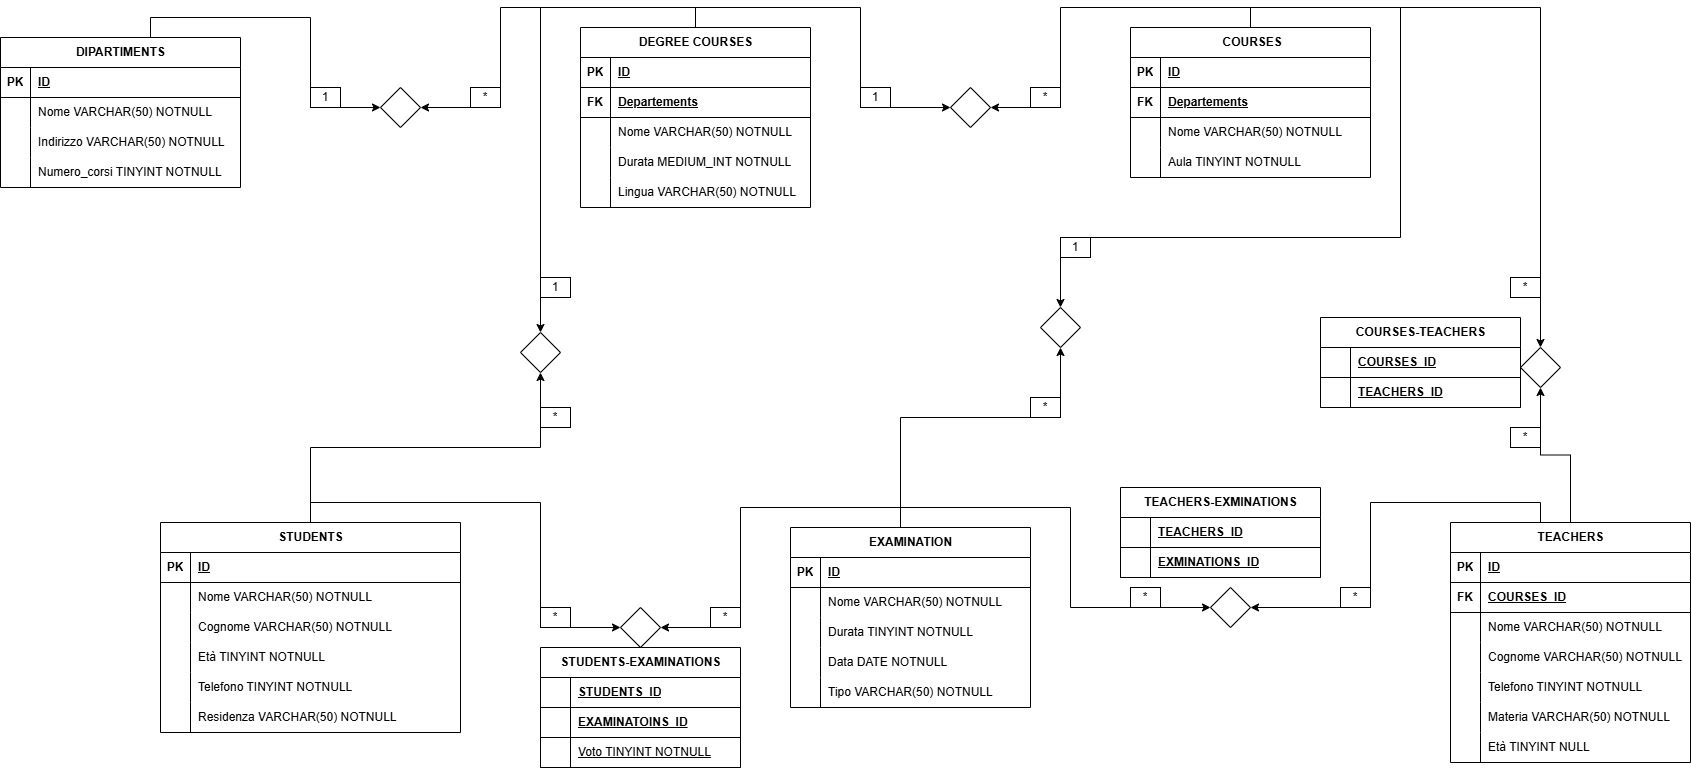 DIPARTIMENTS
PK ID
Nome VARCHAR(50) NOTNULL
Indirizzo VARCHAR(50) NOTNULL
Numero_corsi TINYINT NOTNULL
1
*
DEGREE COURSES
PK ID
FK Departements
Nome VARCHAR(50) NOTNULL
Durata MEDIUM_INT NOTNULL
Lingua VARCHAR(50) NOTNULL
1
*
COURSES
PK ID
FK Departements
Nome VARCHAR(50) NOTNULL
Aula TINYINT NOTNULL
1
1
*
*
*
COURSES-TEACHERS
COURSES_ID
TEACHERS_ID
*
STUDENTS
PK ID
Nome VARCHAR(50) NOTNULL
Cognome VARCHAR(50) NOTNULL
Età TINYINT NOTNULL
Telefono TINYINT NOTNULL
Residenza VARCHAR(50) NOTNULL
*
*
STUDENTS-EXAMINATIONS
STUDENTS_ID
EXAMINATOINS_ID
Voto TINYINT NOTNULL
EXAMINATION
PK ID
Nome VARCHAR(50) NOTNULL
Durata TINYINT NOTNULL
Data DATE NOTNULL
Tipo VARCHAR(50) NOTNULL
TEACHERS-EXMINATIONS
TEACHERS_ID
EXMINATIONS_ID
*
*
TEACHERS
PK ID
FK COURSES_ID
Nome VARCHAR(50) NOTNULL
Cognome VARCHAR(50) NOTNULL
Telefono TINYINT NOTNULL
Materia VARCHAR(50) NOTNULL
Età TINYINT NULL